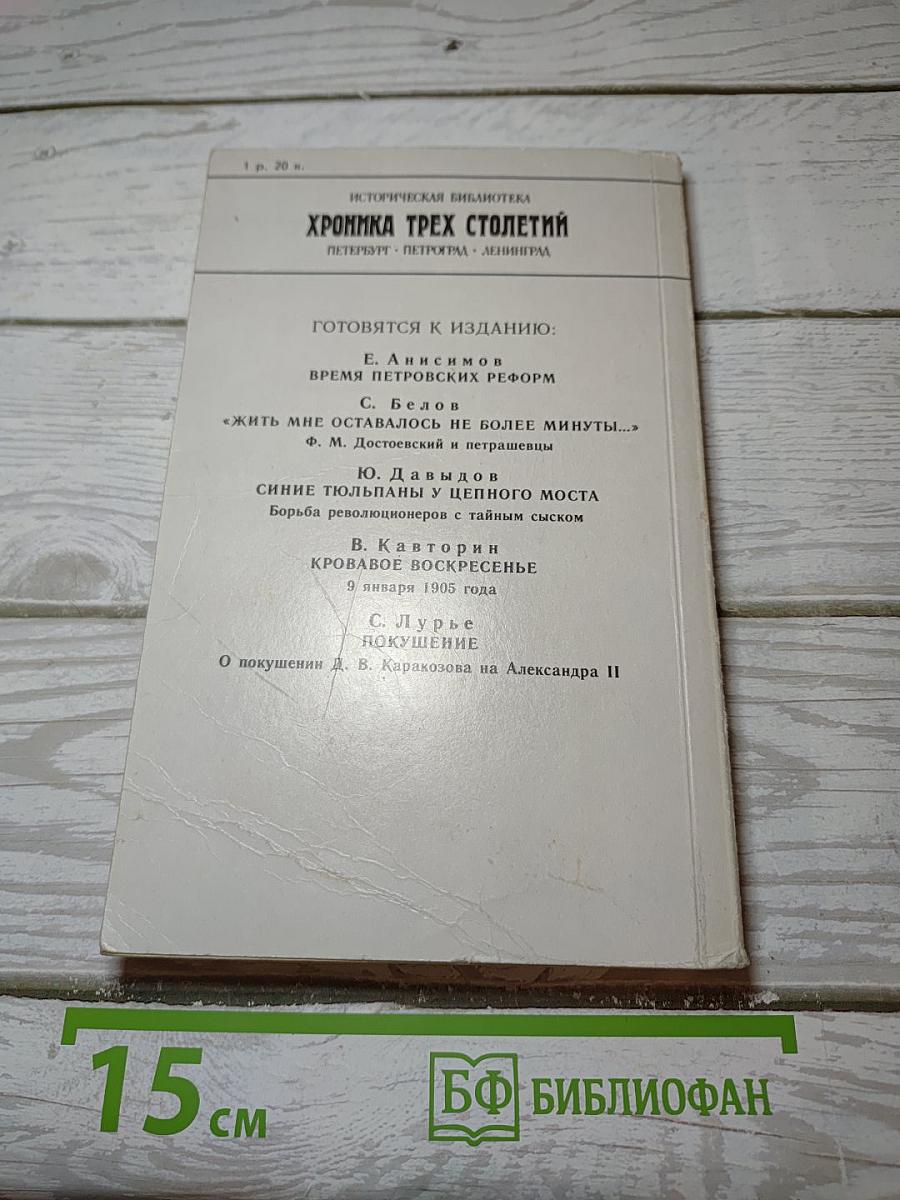 1 р. 20 к.
ИСТОРИЧЕСКАЯ БИБЛИОТЕКА
ХРОНИКА ТРЕХ СТОЛЕТИЙ
ПЕТЕРБУРГ · ПЕТРОГРАД · ЛЕНИНГРАД
ГОТОВЯТСЯ К ИЗДАНИЮ:
Е. Анисимов
ВРЕМЯ ПЕТРОВСКИХ РЕФОРМ
С. Белов
«ЖИТЬ МНЕ ОСТАВАЛОСЬ НЕ БОЛЕЕ МИНУТЫ...»
Ф. М. Достоевский и петрашевцы
Ю. Давыдов
СИНИЕ ТЮЛЬПАНЫ У ЦЕПНОГО МОСТА
Борьба революционеров с тайным сыском
В. Кавторин
КРОВАВОЕ ВОСКРЕСЕНЬЕ
9 января 1905 года
С. Лурье
ПОКУШЕНИЕ
О покушении Д. В. Каракозова на Александра II
15 см
БФ БИБЛИОФАН